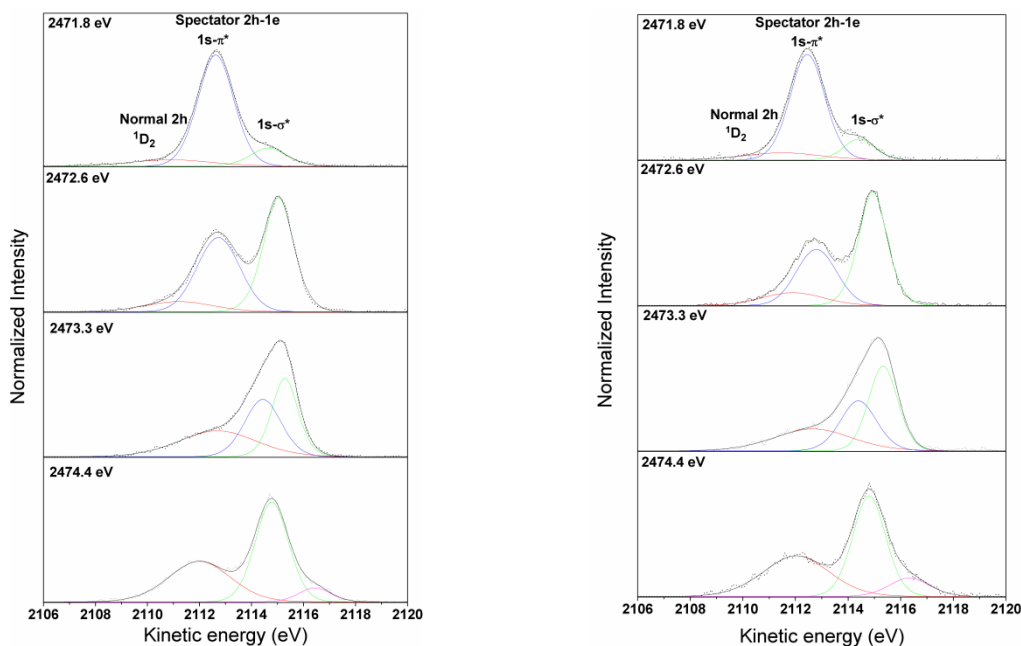 2471.8 eV
Spectator 2h-1e
1s-π*
Normal 2h
¹D₂
1s-σ*
2472.6 eV
2473.3 eV
2474.4 eV
Normalized Intensity
2106 2108 2110 2112 2114 2116 2118 2120
Kinetic energy (eV)
2471.8 eV
Spectator 2h-1e
1s-π*
Normal 2h
¹D₂
1s-σ*
2472.6 eV
2473.3 eV
2474.4 eV
Normalized Intensity
2106 2108 2110 2112 2114 2116 2118 2120
Kinetic energy (eV)